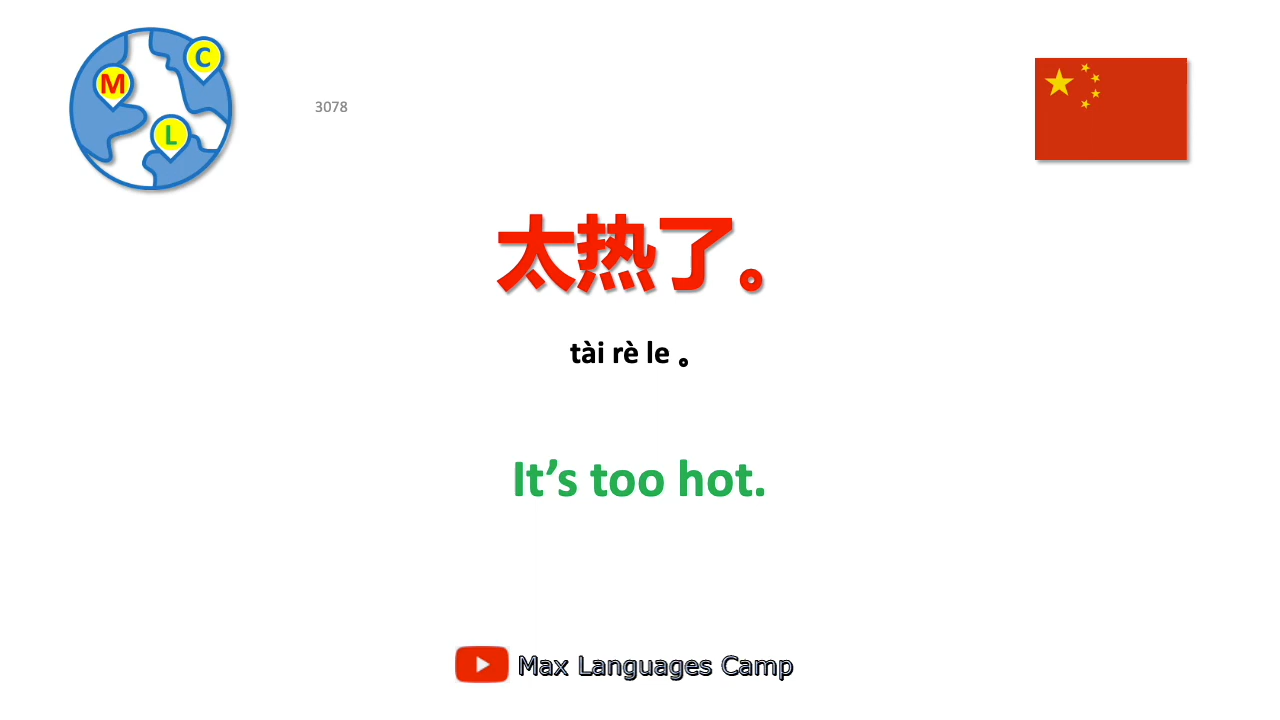 M
C
L
3078
太热了。
tài rè le 。
It’s too hot.
Max Languages Camp